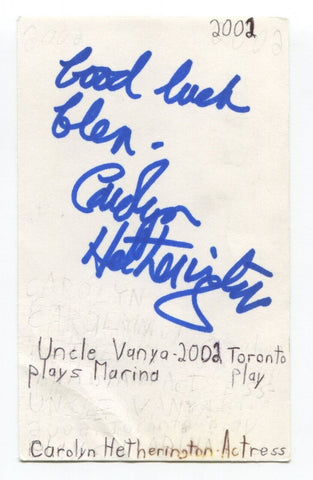 2002
Good luck
Glen.
Carolyn
Hetherington
Uncle Vanya-2002 Toronto
plays Marina play
Carolyn Hetherington-Actress